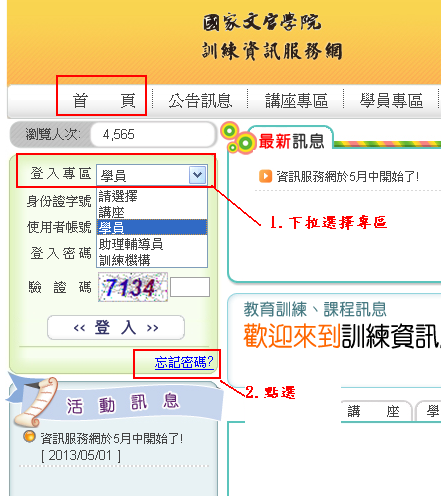 國家文官學院
訓練資訊服務網
首 頁 公告訊息 講座專區 學員專區
瀏覽人次: 4,565
登入專區 學員
請選擇
身份證字號
講座
使用者帳號 學員
助理輔導員
登入密碼
訓練機構
驗證碼 7134
‹‹ 登 入 ››
忘記密碼?
最新訊息
資訊服務網於5月中開始了!
1.下拉選擇專區
教育訓練、課程訊息
歡迎來到訓練資訊
2.點選
講 座 學
活動訊息
資訊服務網於5月中開始了!
[ 2013/05/01 ]